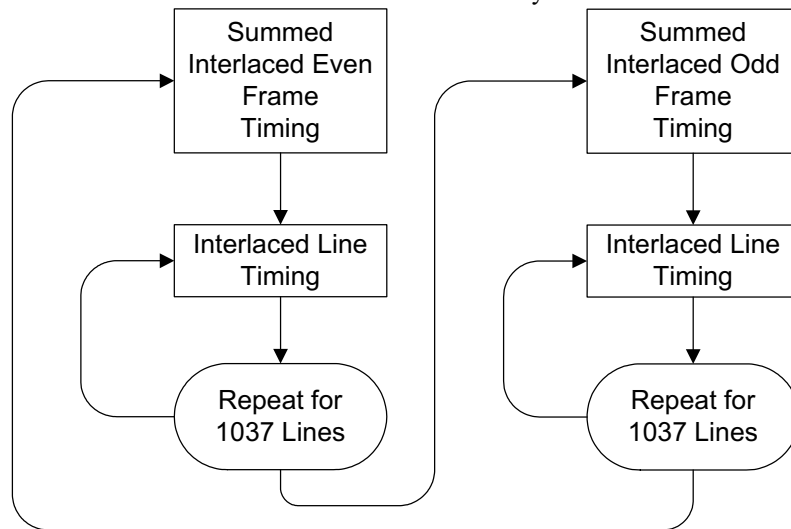 Summed
Interlaced Even
Frame
Timing
Interlaced Line
Timing
Repeat for
1037 Lines
Summed
Interlaced Odd
Frame
Timing
Interlaced Line
Timing
Repeat for
1037 Lines